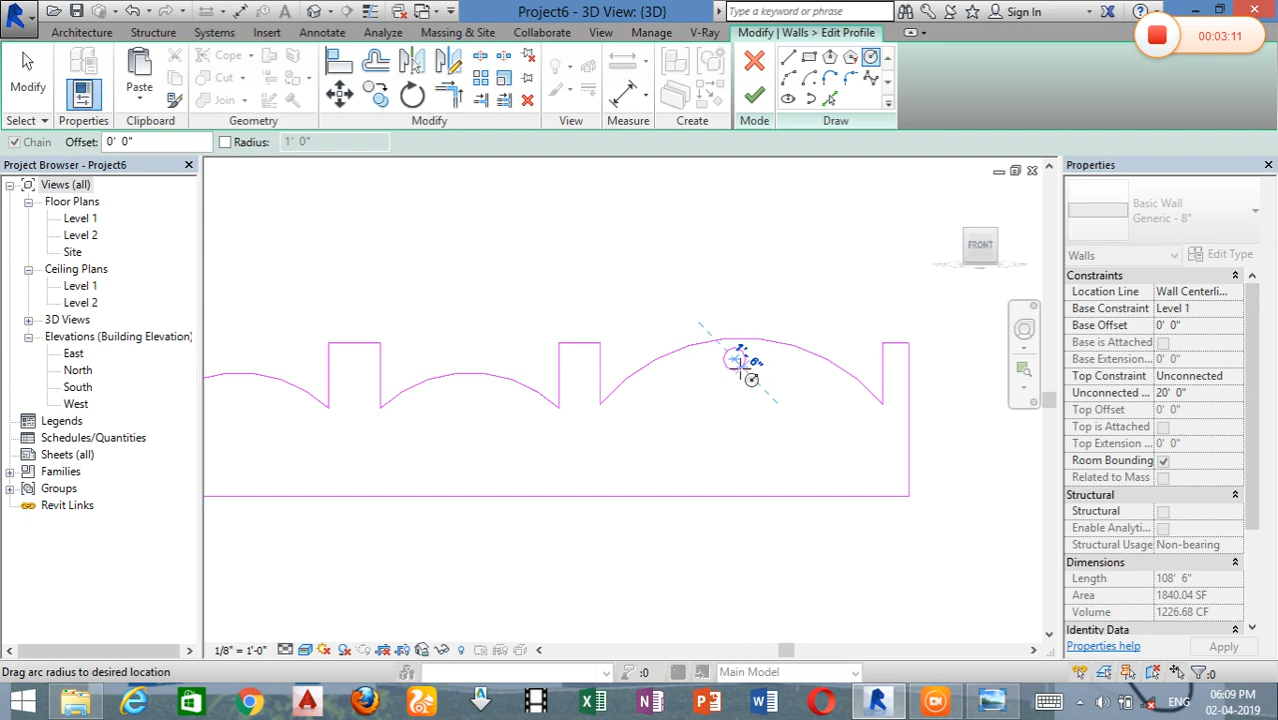 Project6 - 3D View: {3D}
Type a keyword or phrase
Sign In
00:03:11
Architecture Structure Systems Insert Annotate Analyze Massing & Site Collaborate View Manage V-Ray Modify | Walls > Edit Profile
Modify
Paste
Cope
Cut
Join
Select Properties Clipboard Geometry Modify View Measure Create Mode Draw
Chain Offset: 0' 0" Radius: 1' 0"
Project Browser - Project6
Views (all)
Floor Plans
Level 1
Level 2
Site
Ceiling Plans
Level 1
Level 2
3D Views
Elevations (Building Elevation)
East
North
South
West
Legends
Schedules/Quantities
Sheets (all)
Families
Groups
Revit Links
FRONT
1' 6"
Properties
Basic Wall
Generic - 8"
Walls Edit Type
Constraints
Location Line Wall Centerli...
Base Constraint Level 1
Base Offset 0' 0"
Base is Attached
Base Extension ... 0' 0"
Top Constraint Unconnected
Unconnected ... 20' 0"
Top Offset 0' 0"
Top is Attached
Top Extension ... 0' 0"
Room Bounding
Related to Mass
Structural
Structural
Enable Analyti...
Structural Usage Non-bearing
Dimensions
Length 108' 6"
Area 1840.04 SF
Volume 1226.68 CF
Identity Data
Properties help Apply
1/8" = 1'-0"
Drag arc radius to desired location
:0
Main Model
:0
ENG
06:09 PM
02-04-2019